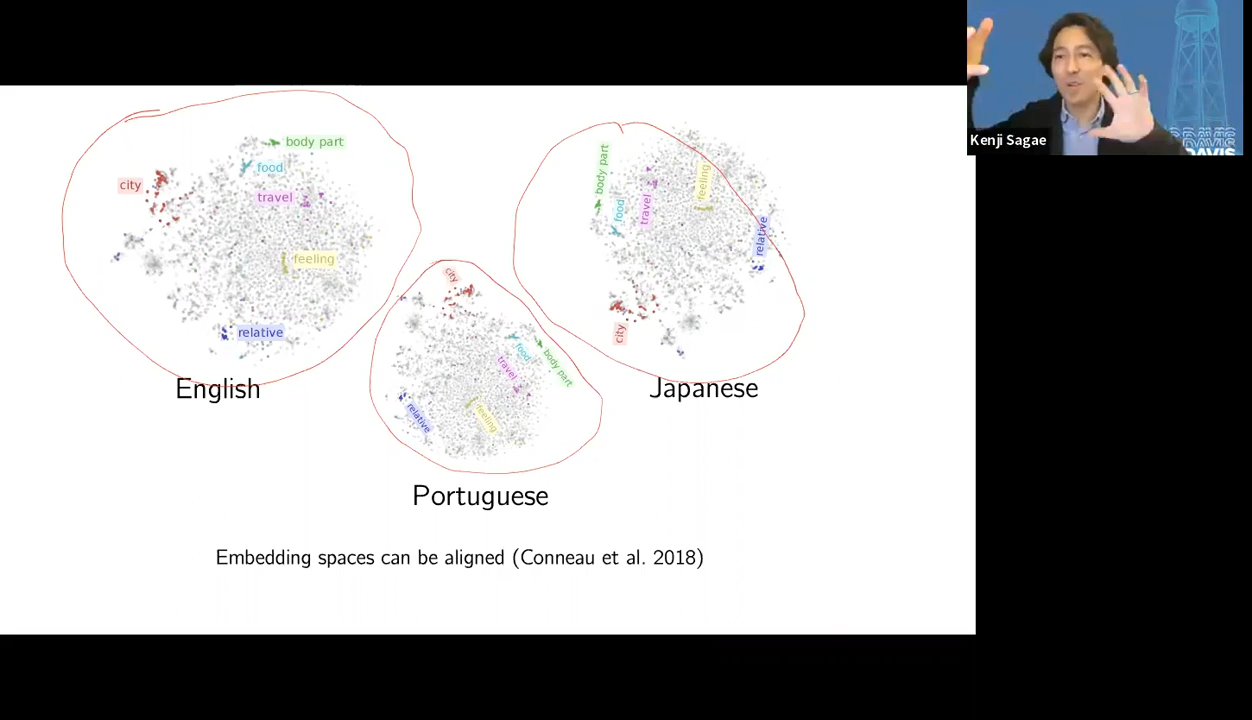 body part
food
city
travel
feeling
relative
English
city
food
body part
travel
relative
feeling
Portuguese
body part
food
travel
feeling
relative
city
Japanese
Embedding spaces can be aligned (Conneau et al. 2018)
Kenji Sagae
DAVIS